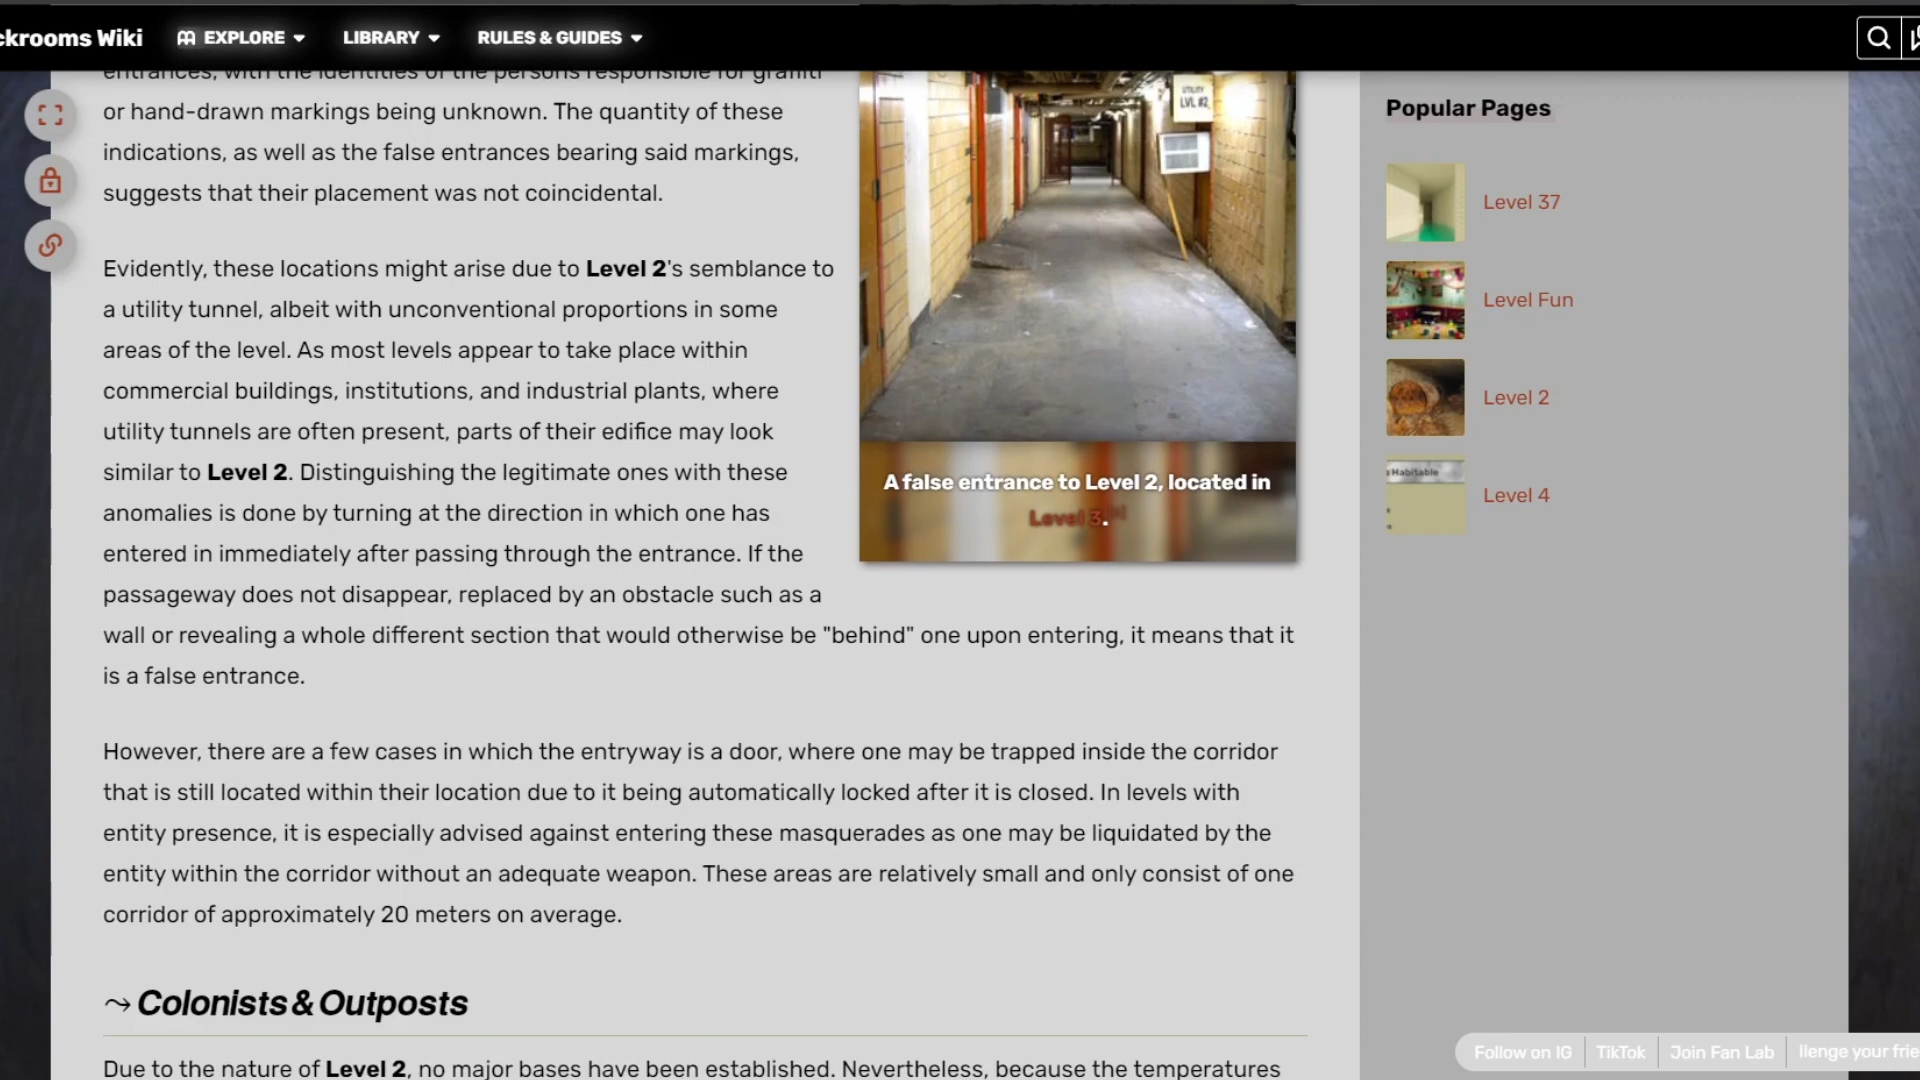 ckrooms Wiki
EXPLORE
LIBRARY
RULES & GUIDES
entrances, with the identities of the persons responsible for graffiti
or hand-drawn markings being unknown. The quantity of these
indications, as well as the false entrances bearing said markings,
suggests that their placement was not coincidental.
Evidently, these locations might arise due to Level 2's semblance to
a utility tunnel, albeit with unconventional proportions in some
areas of the level. As most levels appear to take place within
commercial buildings, institutions, and industrial plants, where
utility tunnels are often present, parts of their edifice may look
similar to Level 2. Distinguishing the legitimate ones with these
anomalies is done by turning at the direction in which one has
entered in immediately after passing through the entrance. If the
passageway does not disappear, replaced by an obstacle such as a
wall or revealing a whole different section that would otherwise be "behind" one upon entering, it means that it
is a false entrance.
UTILITY
LVL #2
A false entrance to Level 2, located in
Level 3.
However, there are a few cases in which the entryway is a door, where one may be trapped inside the corridor
that is still located within their location due to it being automatically locked after it is closed. In levels with
entity presence, it is especially advised against entering these masquerades as one may be liquidated by the
entity within the corridor without an adequate weapon. These areas are relatively small and only consist of one
corridor of approximately 20 meters on average.
⤳ Colonists & Outposts
Due to the nature of Level 2, no major bases have been established. Nevertheless, because the temperatures
Popular Pages
Level 37
Level Fun
Level 2
Habitable
Level 4
Follow on IG
TikTok
Join Fan Lab
llenge your frie